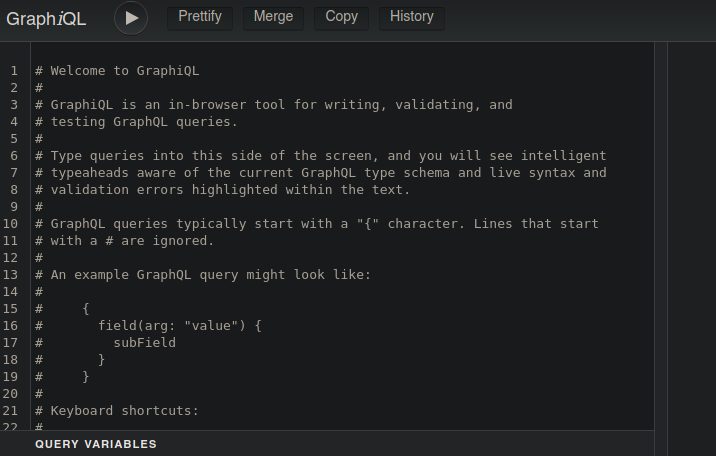 GraphiQL
Prettify Merge Copy History
1 # Welcome to GraphiQL
2 #
3 # GraphiQL is an in-browser tool for writing, validating, and
4 # testing GraphQL queries.
5 #
6 # Type queries into this side of the screen, and you will see intelligent
7 # typeaheads aware of the current GraphQL type schema and live syntax and
8 # validation errors highlighted within the text.
9 #
10 # GraphQL queries typically start with a "{" character. Lines that start
11 # with a # are ignored.
12 #
13 # An example GraphQL query might look like:
14 #
15 #     {
16 #       field(arg: "value") {
17 #         subField
18 #       }
19 #     }
20 #
21 # Keyboard shortcuts:
22 #
QUERY VARIABLES